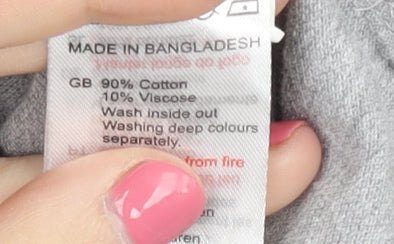 MADE IN BANGLADESH
GB 90% Cotton
10% Viscose
Wash inside out
Washing deep colours
separately.
from fire